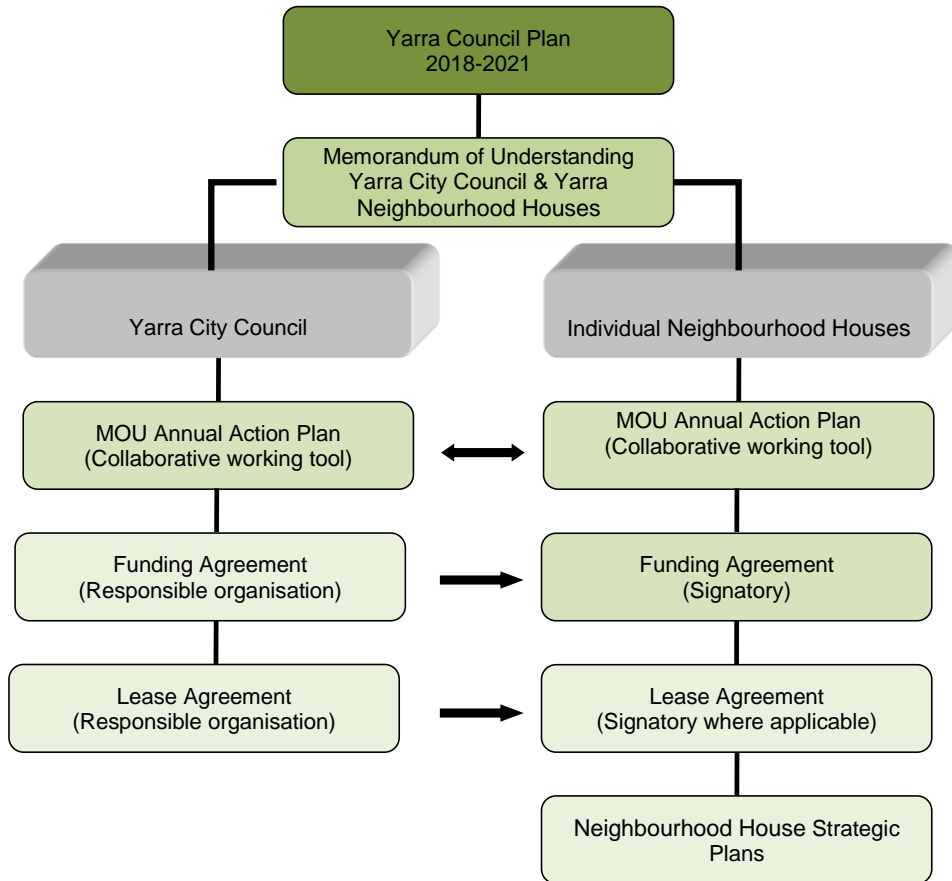 Yarra Council Plan
2018-2021
Memorandum of Understanding
Yarra City Council & Yarra
Neighbourhood Houses
Yarra City Council
Individual Neighbourhood Houses
MOU Annual Action Plan
(Collaborative working tool)
MOU Annual Action Plan
(Collaborative working tool)
Funding Agreement
(Responsible organisation)
Funding Agreement
(Signatory)
Lease Agreement
(Responsible organisation)
Lease Agreement
(Signatory where applicable)
Neighbourhood House Strategic
Plans